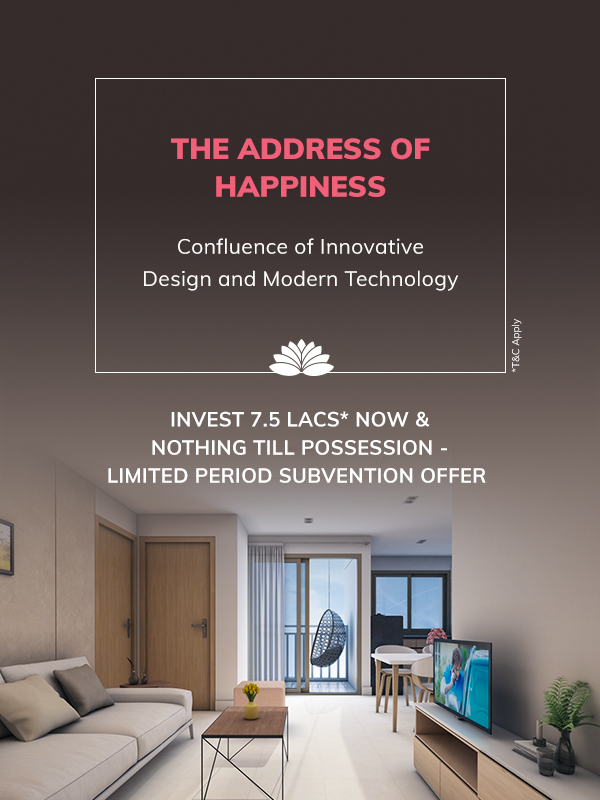 THE ADDRESS OF
HAPPINESS
Confluence of Innovative
Design and Modern Technology
*T&C Apply
INVEST 7.5 LACS* NOW &
NOTHING TILL POSSESSION -
LIMITED PERIOD SUBVENTION OFFER